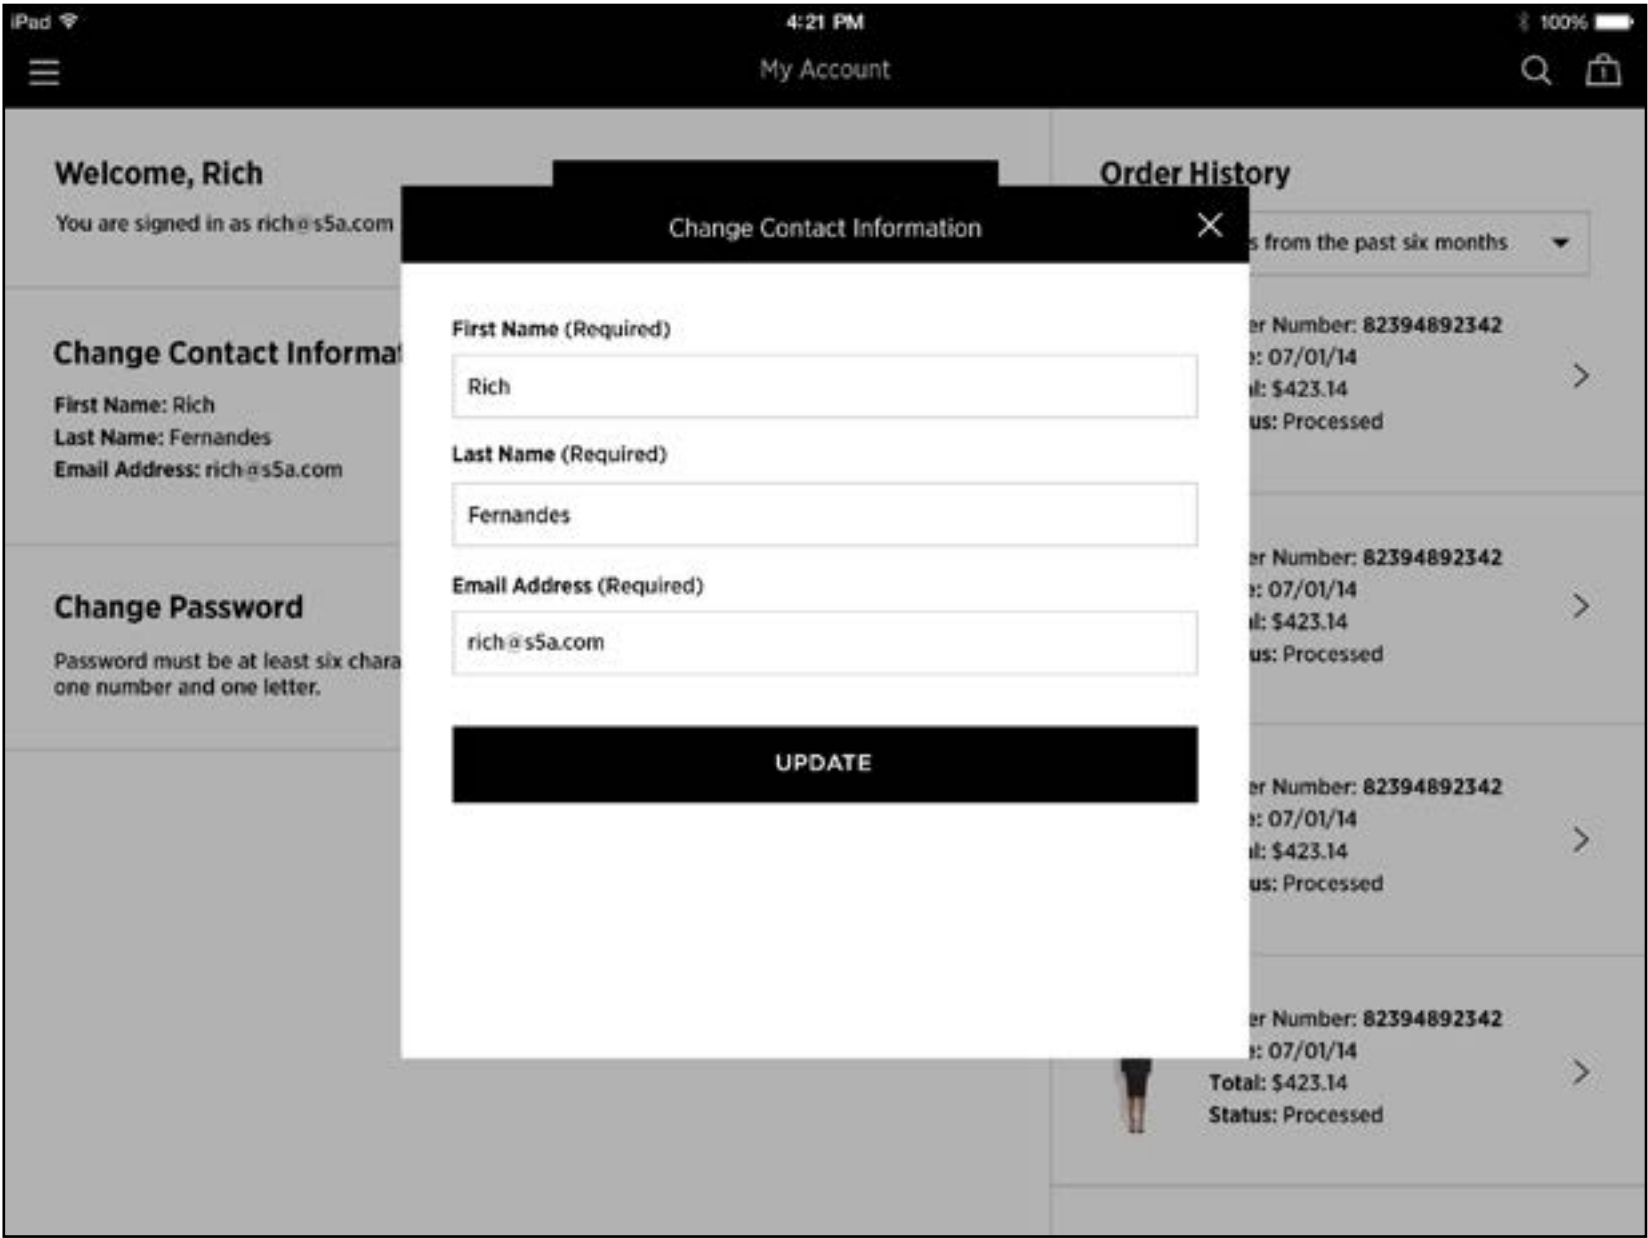 iPad
4:21 PM
100%
My Account
1
Welcome, Rich
You are signed in as rich@s5a.com
Change Contact Informat
First Name: Rich
Last Name: Fernandes
Email Address: rich@s5a.com
Change Password
Password must be at least six chara
one number and one letter.
Change Contact Information
First Name (Required)
Rich
Last Name (Required)
Fernandes
Email Address (Required)
rich@s5a.com
UPDATE
Order History
s from the past six months
er Number: 82394892342
e: 07/01/14
al: $423.14
us: Processed
er Number: 82394892342
e: 07/01/14
al: $423.14
us: Processed
er Number: 82394892342
e: 07/01/14
al: $423.14
us: Processed
er Number: 82394892342
e: 07/01/14
Total: $423.14
Status: Processed